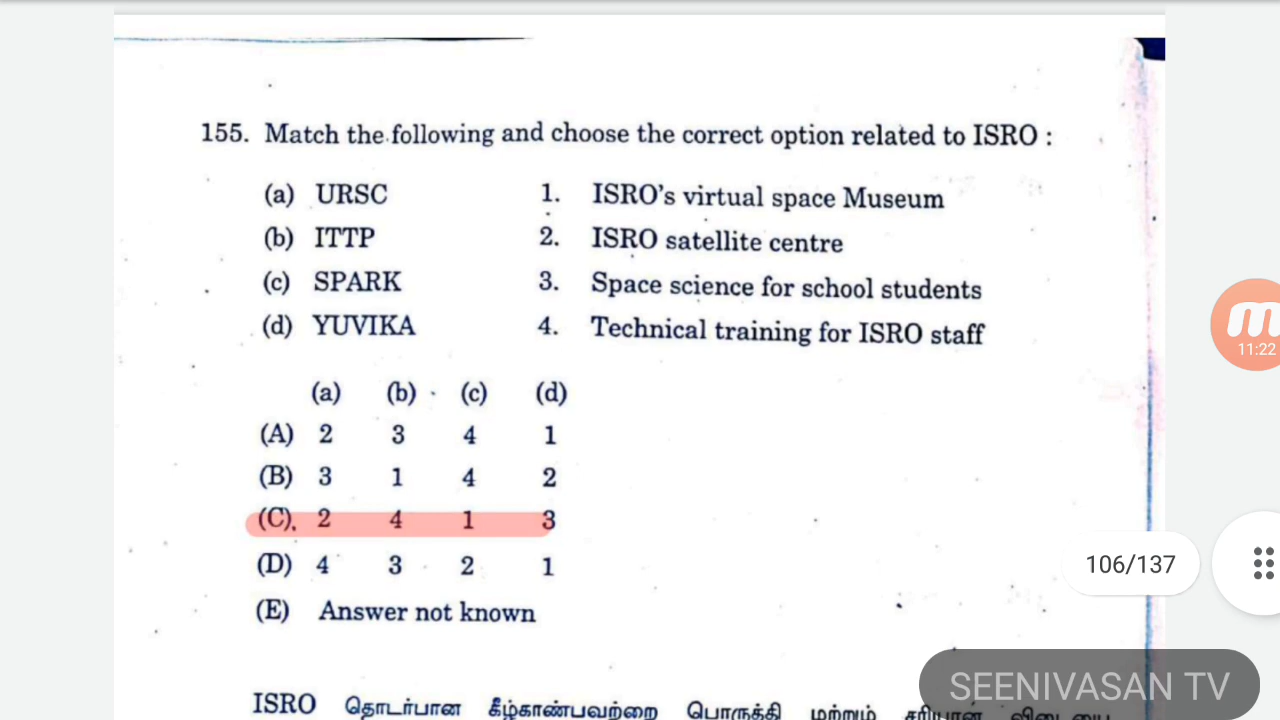 155. Match the following and choose the correct option related to ISRO :
(a) URSC 1. ISRO's virtual space Museum
(b) ITTP 2. ISRO satellite centre
(c) SPARK 3. Space science for school students
(d) YUVIKA 4. Technical training for ISRO staff
(a) (b) (c) (d)
(A) 2 3 4 1
(B) 3 1 4 2
(C) 2 4 1 3
(D) 4 3 2 1
(E) Answer not known
ISRO தொடர்பான கீழ்காண்பவற்றை பொருத்தி மற்றும் சரியான விடையை
11:22
106/137
SEENIVASAN TV